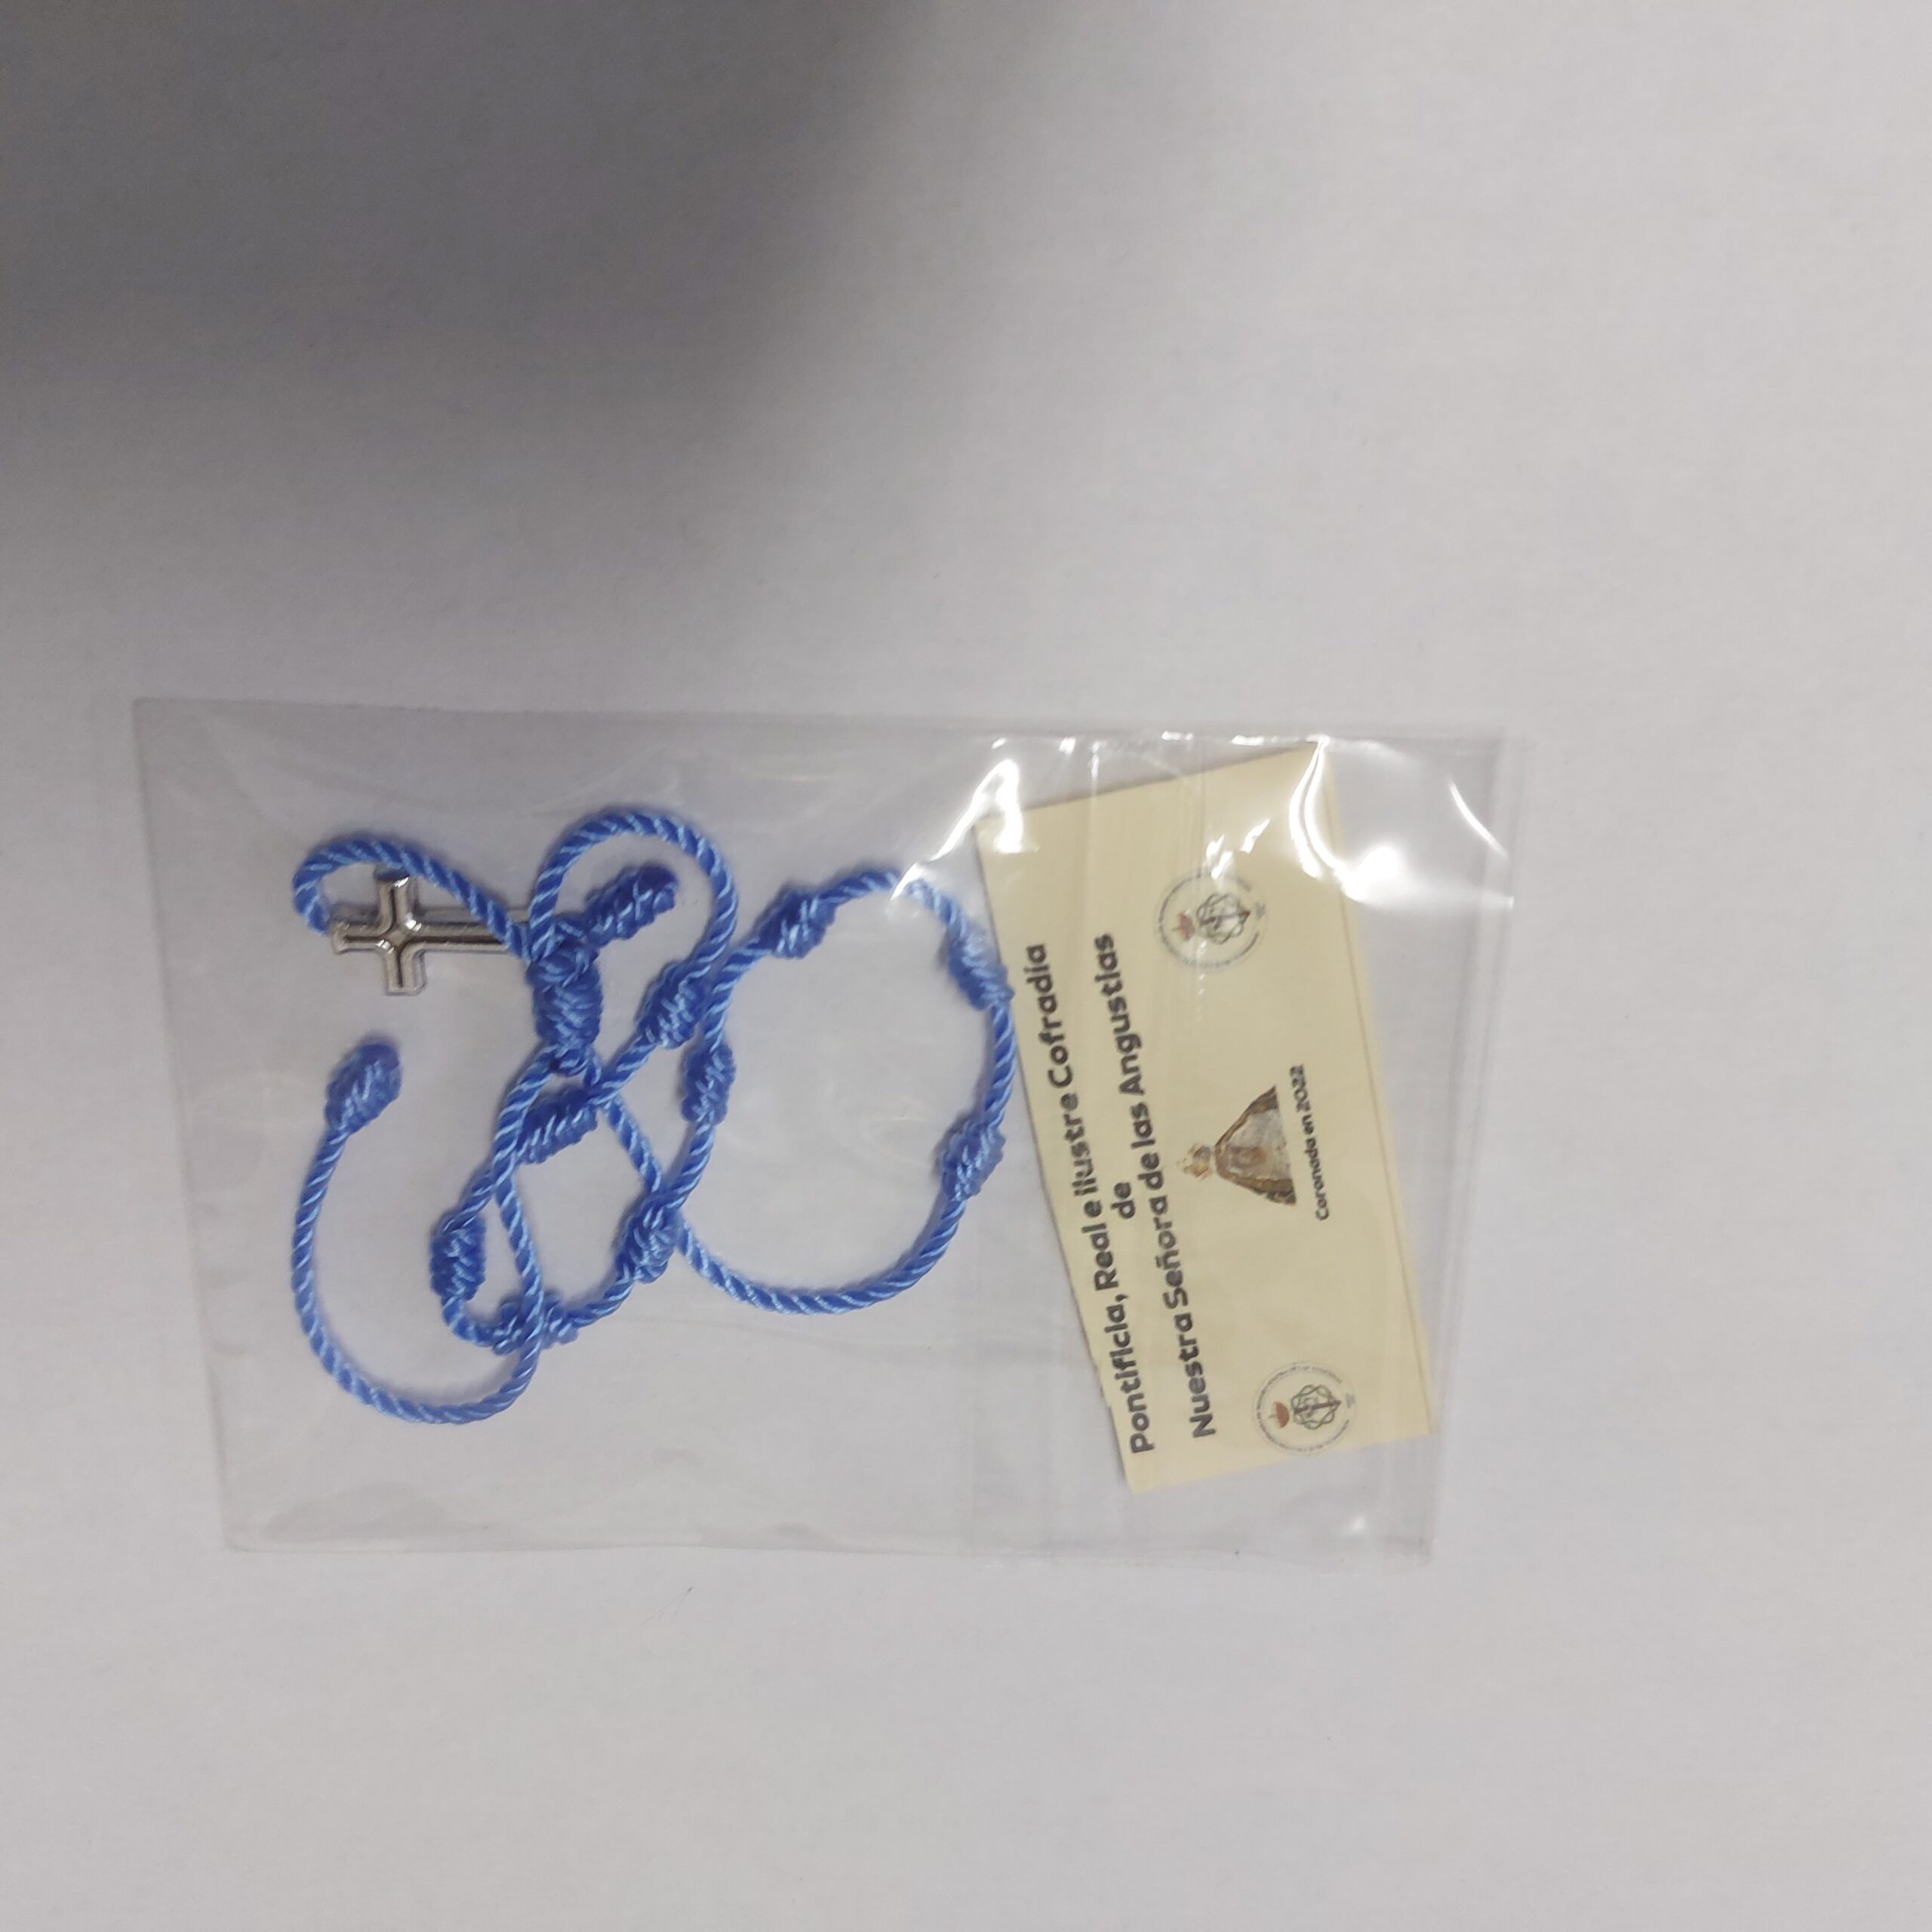 Pontificia, Real e Ilustre Cofradía
de
Nuestra Señora de las Angustias
Coronada en 2022